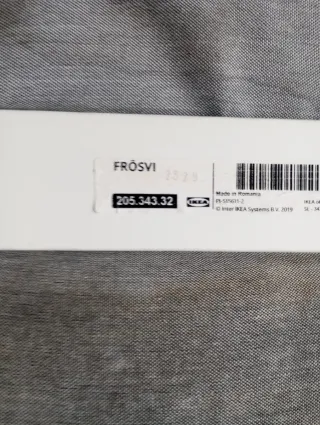 FRÖSVI
205.343.32
IKEA
Made in Romania
© Inter IKEA Systems B.V. 2019